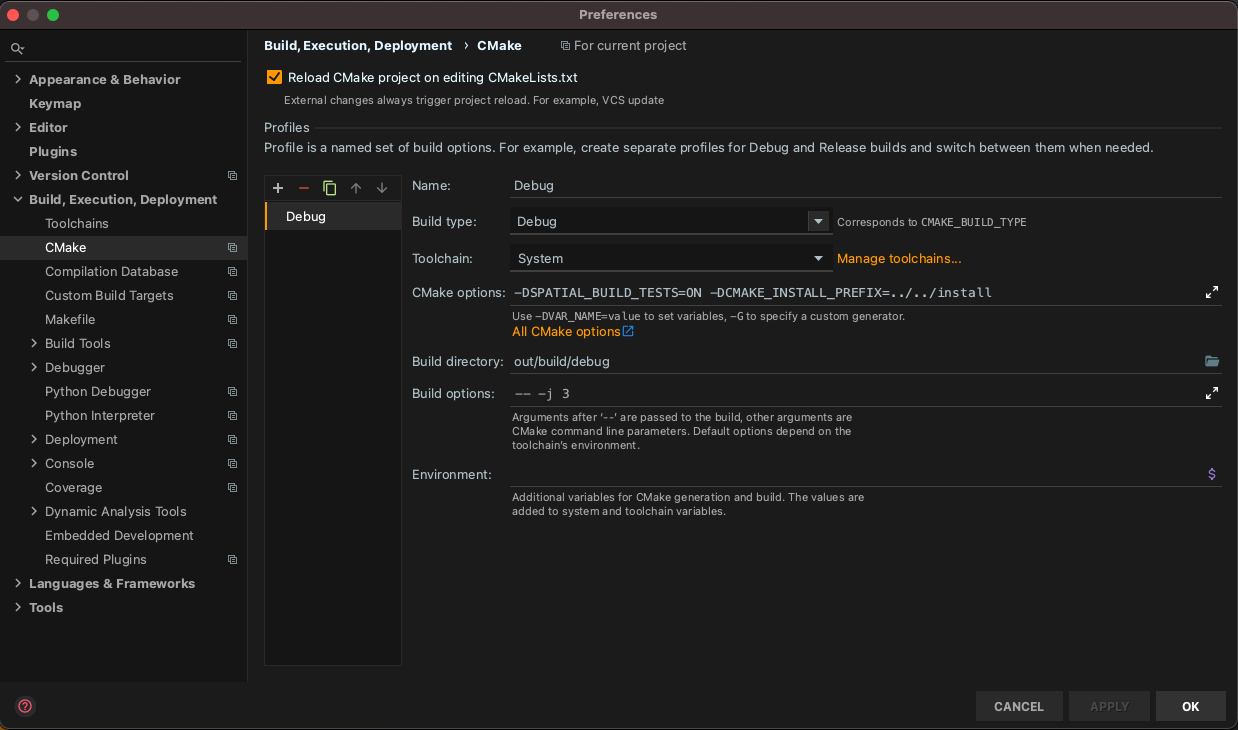 Preferences
Build, Execution, Deployment › CMake For current project
Reload CMake project on editing CMakeLists.txt
External changes always trigger project reload. For example, VCS update
Profiles
Profile is a named set of build options. For example, create separate profiles for Debug and Release builds and switch between them when needed.
Appearance & Behavior
Keymap
Editor
Plugins
Version Control
Build, Execution, Deployment
Toolchains
CMake
Compilation Database
Custom Build Targets
Makefile
Build Tools
Debugger
Python Debugger
Python Interpreter
Deployment
Console
Coverage
Dynamic Analysis Tools
Embedded Development
Required Plugins
Languages & Frameworks
Tools
Debug
Name: Debug
Build type: Debug Corresponds to CMAKE_BUILD_TYPE
Toolchain: System Manage toolchains...
CMake options: -DSPATIAL_BUILD_TESTS=ON -DCMAKE_INSTALL_PREFIX=../../install
Use -DVAR_NAME=value to set variables, -G to specify a custom generator.
All CMake options
Build directory: out/build/debug
Build options: -- -j 3
Arguments after '--' are passed to the build, other arguments are
CMake command line parameters. Default options depend on the
toolchain's environment.
Environment: $
Additional variables for CMake generation and build. The values are
added to system and toolchain variables.
?
CANCEL APPLY OK